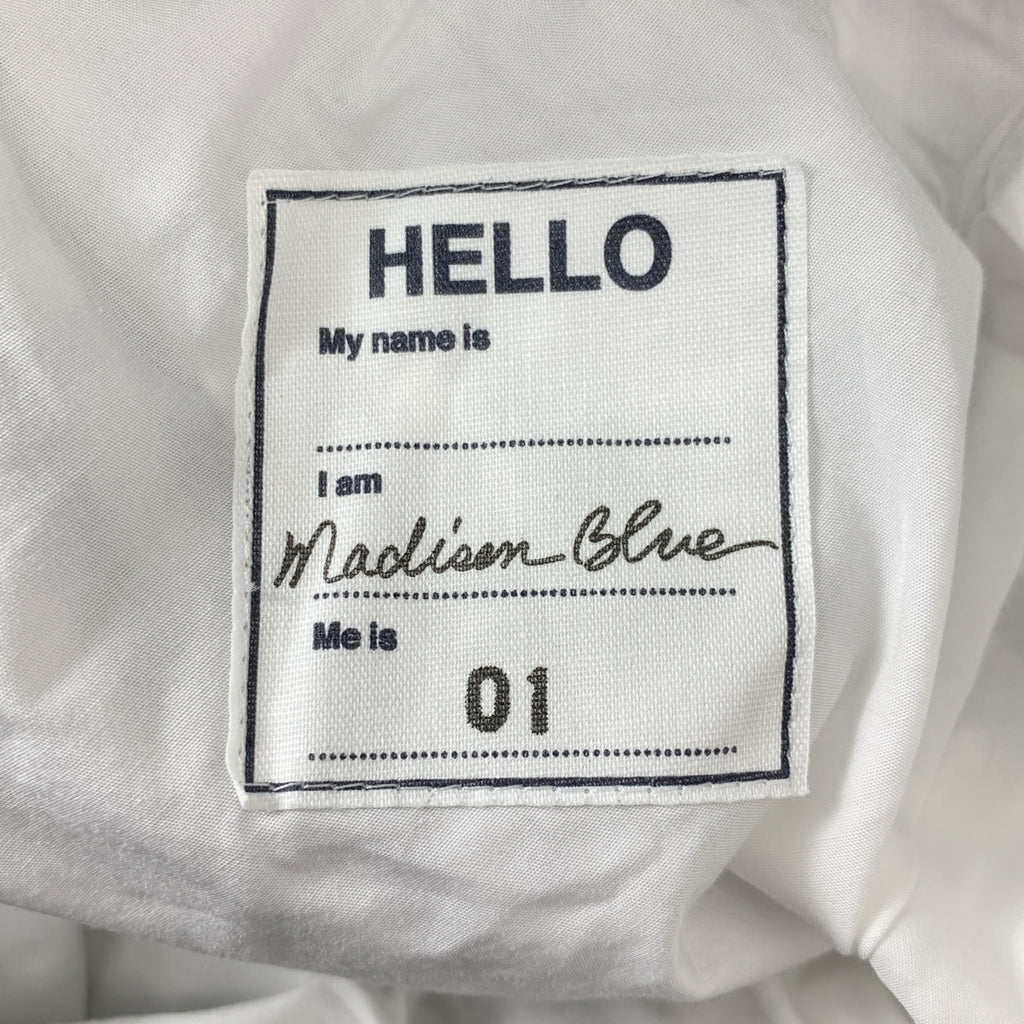 HELLO
My name is
I am
Madison Blue
Me is
01